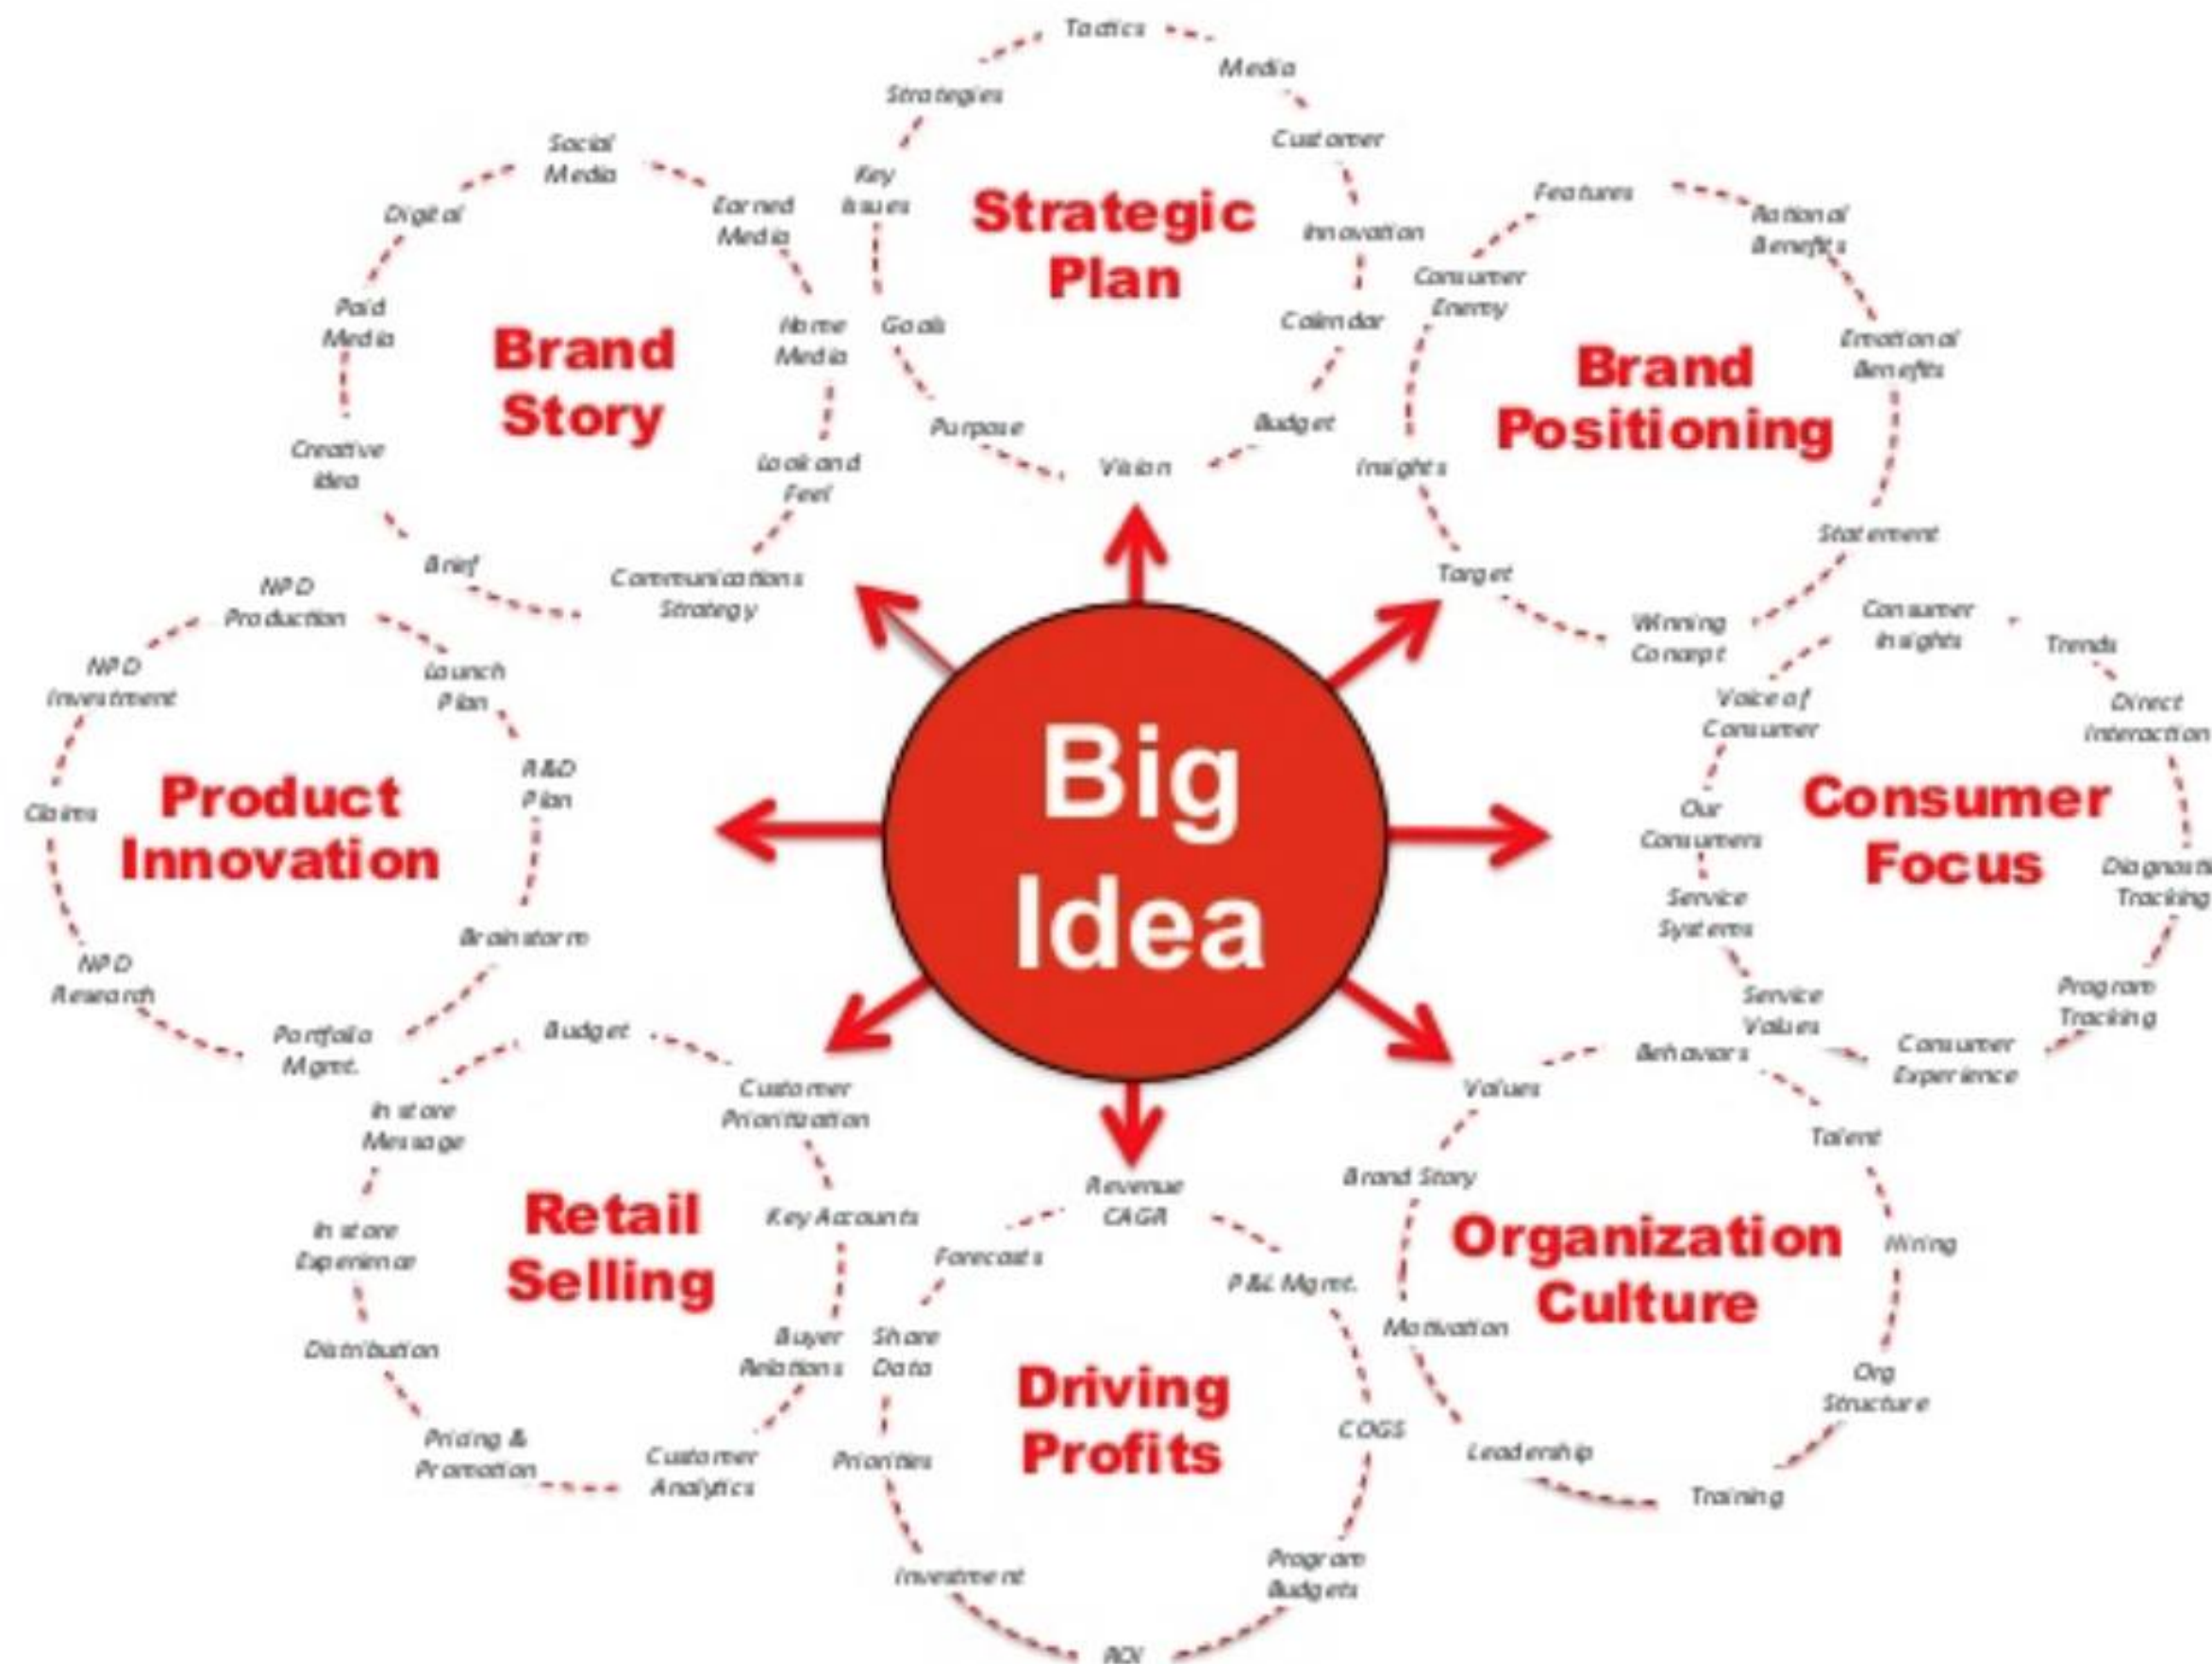 Big
Idea
Strategic
Plan
Tactics
Media
Customer
Innovation
Calendar
Budget
Vision
Purpose
Goals
Key
Issues
Strategies
Brand
Positioning
Features
Rational
Benefits
Emotional
Benefits
Statement
Winning
Concept
Target
Insights
Consumer
Enemy
Consumer
Focus
Consumer
Insights
Trends
Direct
Interaction
Tracking
Program
Tracking
Consumer
Experience
Service
Values
Service
Systems
Our
Consumers
Voice of
Consumer
Organization
Culture
Behaviors
Talent
Hiring
Org
Structure
Training
Leadership
Motivation
Brand Story
Values
Driving
Profits
Revenue
CAGR
P&L Mgmt.
COGS
Program
Budgets
ROI
Investment
Priorities
Share
Data
Forecasts
Retail
Selling
Budget
Customer
Prioritization
Key Accounts
Buyer
Relations
Customer
Analytics
Pricing &
Promotion
Distribution
In store
Experience
In store
Message
Product
Innovation
NPD
Production
Launch
Plan
R&D
Plan
Brainstorm
Portfolio
Mgmt.
NPD
Research
Claims
NPD
Investment
Brand
Story
Social
Media
Earned
Media
Home
Media
Look and
Feel
Communications
Strategy
Brief
Creative
Idea
Paid
Media
Digital